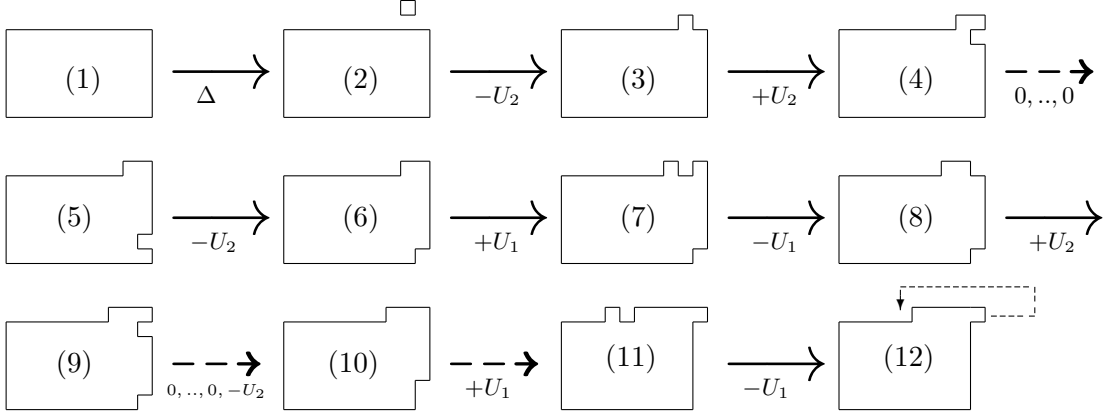 (1) (2) (3) (4)
Δ −U₂ +U₂ 0, .., 0
(5) (6) (7) (8)
−U₂ +U₁ −U₁ +U₂
(9) (10) (11) (12)
0, .., 0, −U₂ +U₁ −U₁